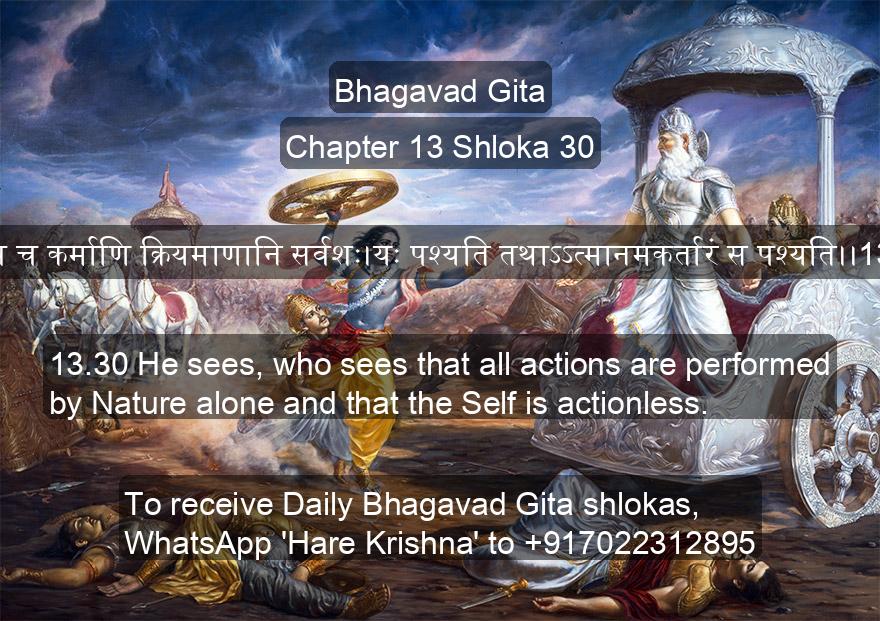 Bhagavad Gita
Chapter 13 Shloka 30
च कर्माणि क्रियमाणानि सर्वशः।यः पश्यति तथाऽऽत्मानमकर्तारं स पश्यति।।
13.30 He sees, who sees that all actions are performed
by Nature alone and that the Self is actionless.
To receive Daily Bhagavad Gita shlokas,
WhatsApp 'Hare Krishna' to +917022312895